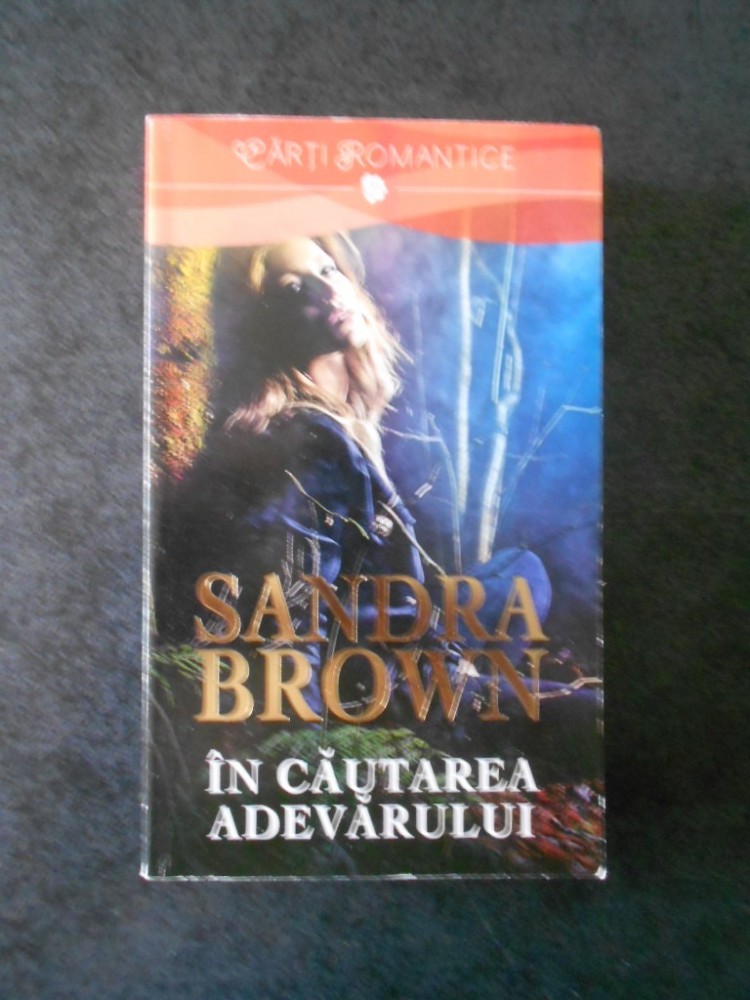 CĂRȚI ROMANTICE
SANDRA
BROWN
ÎN CĂUTAREA
ADEVĂRULUI